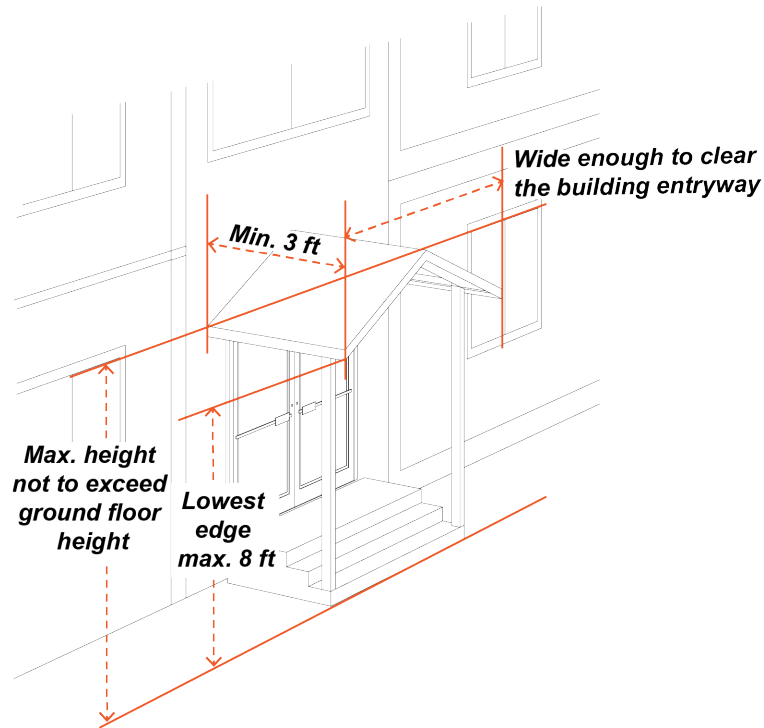 Wide enough to clear
the building entryway
Min. 3 ft
Max. height
not to exceed
ground floor
height
Lowest
edge
max. 8 ft